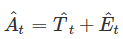 Â_t = T̂_t + Ê_t